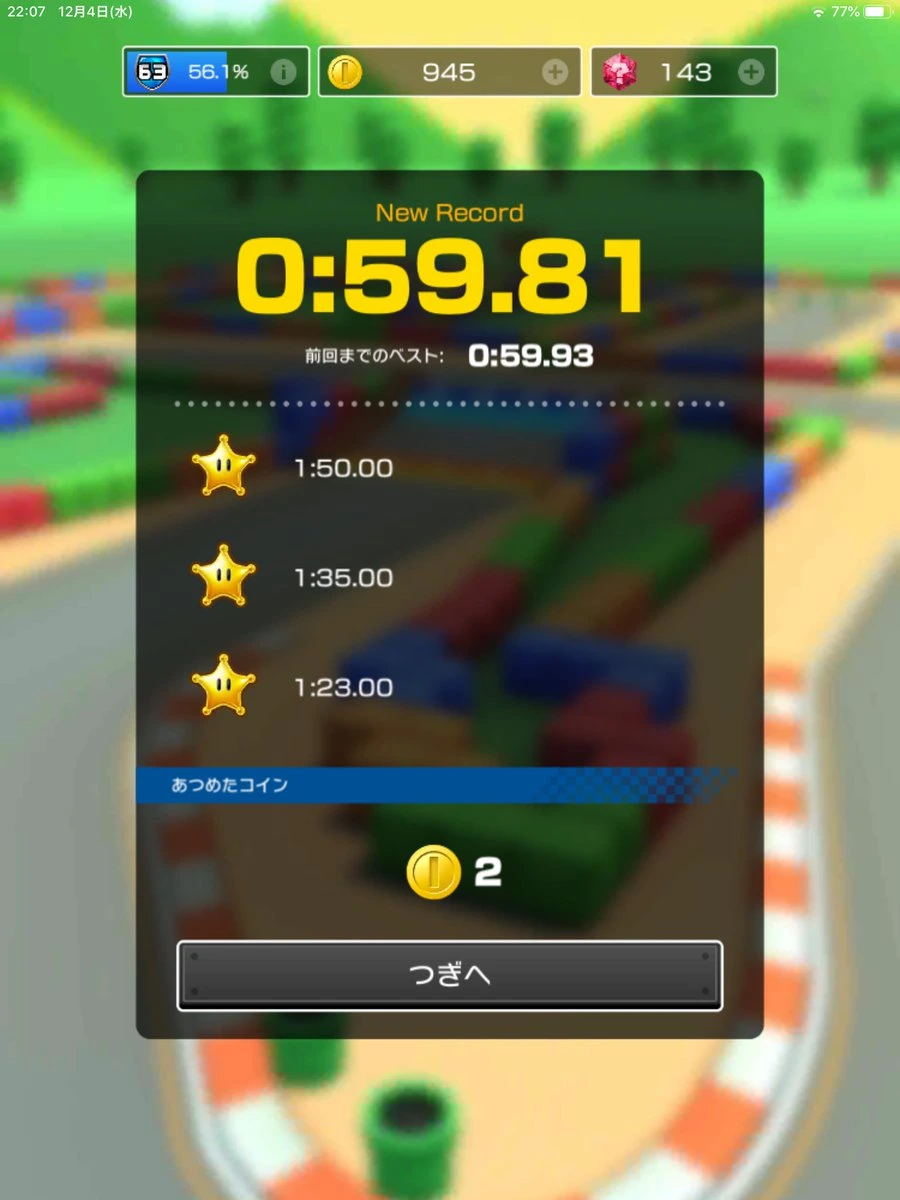 22:07 12月4日(水) 77%
63 56.1% i 945 + ? 143 +
New Record
0:59.81
前回までのベスト: 0:59.93
1:50.00
1:35.00
1:23.00
あつめたコイン
2
つぎへ